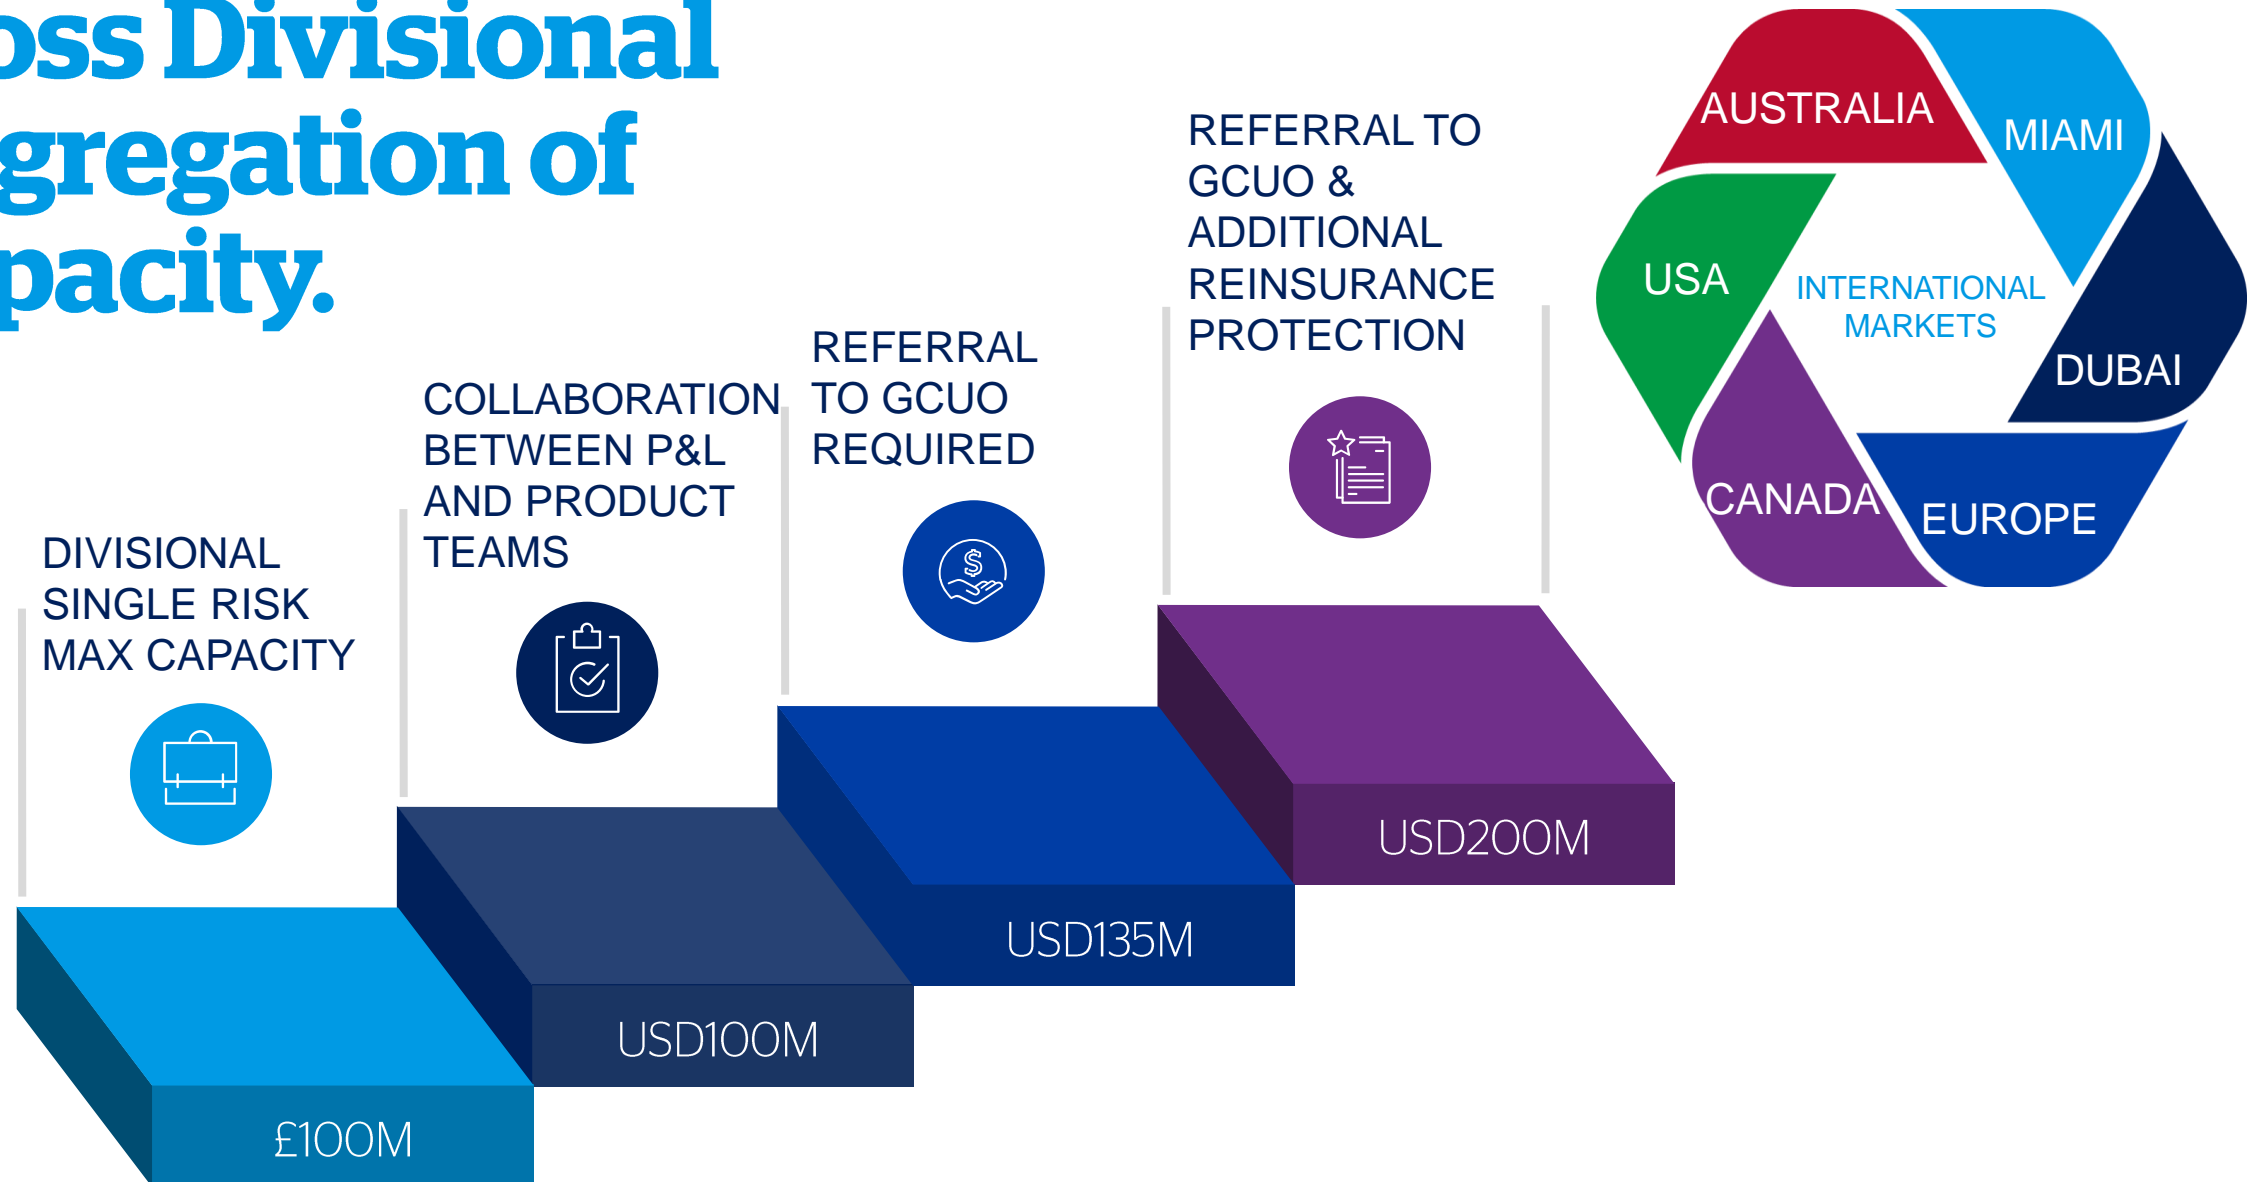 oss Divisional
gregation of
pacity.
REFERRAL TO
GCUO &
ADDITIONAL
REINSURANCE
PROTECTION
REFERRAL
TO GCUO
REQUIRED
COLLABORATION
BETWEEN P&L
AND PRODUCT
TEAMS
DIVISIONAL
SINGLE RISK
MAX CAPACITY
$
£100M
USD100M
USD135M
USD200M
AUSTRALIA
MIAMI
USA
INTERNATIONAL
MARKETS
DUBAI
CANADA
EUROPE